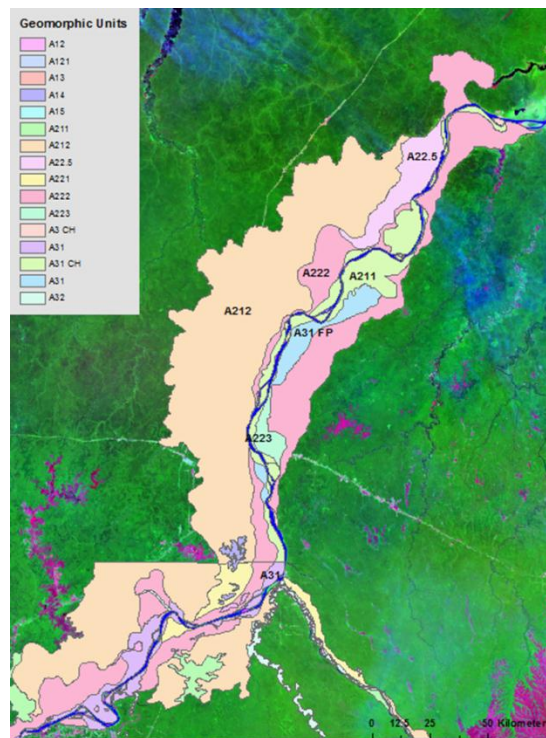 Geomorphic Units
A12
A121
A13
A14
A15
A211
A212
A22.5
A221
A222
A223
A3 CH
A31
A31 CH
A31
A32
A22.5
A222
A211
A212
A31 FP
A223
A31
0 12.5 25 50 Kilometer